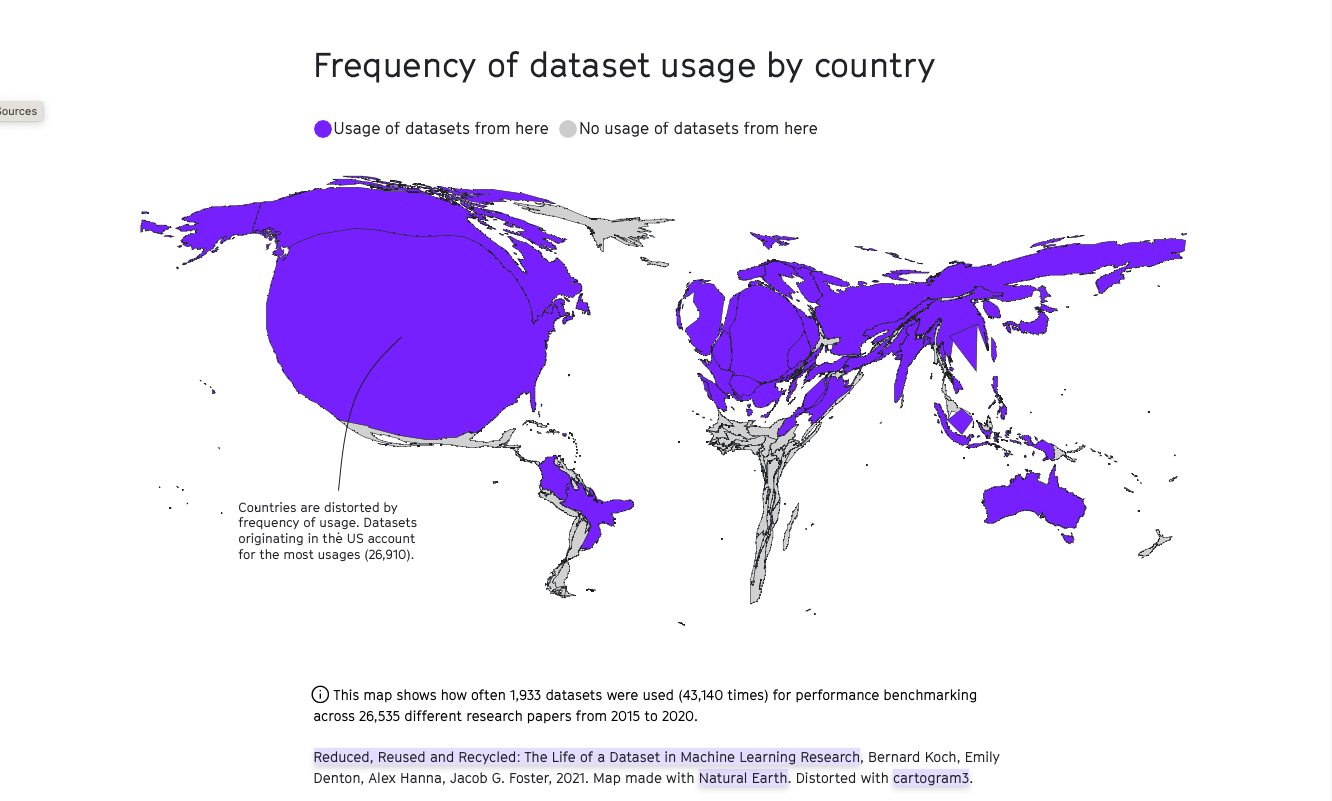 Frequency of dataset usage by country
Sources
Usage of datasets from here No usage of datasets from here
Countries are distorted by
frequency of usage. Datasets
originating in the US account
for the most usages (26,910).
This map shows how often 1,933 datasets were used (43,140 times) for performance benchmarking
across 26,535 different research papers from 2015 to 2020.
Reduced, Reused and Recycled: The Life of a Dataset in Machine Learning Research, Bernard Koch, Emily
Denton, Alex Hanna, Jacob G. Foster, 2021. Map made with Natural Earth. Distorted with cartogram3.